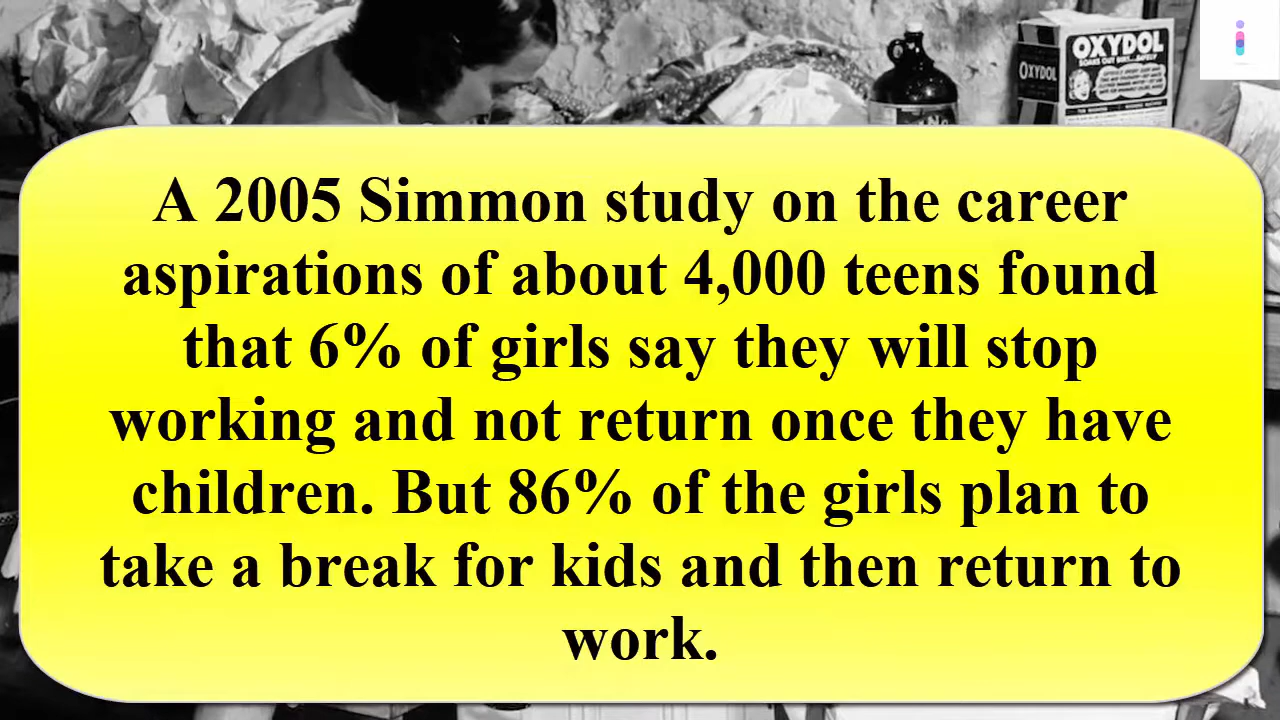 OXYDOL
OXYDOL
A 2005 Simmon study on the career
aspirations of about 4,000 teens found
that 6% of girls say they will stop
working and not return once they have
children. But 86% of the girls plan to
take a break for kids and then return to
work.